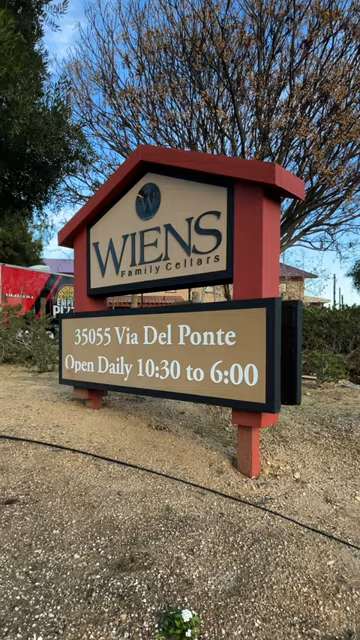 W
WIENS
Family Cellars
35055 Via Del Ponte
Open Daily 10:30 to 6:00